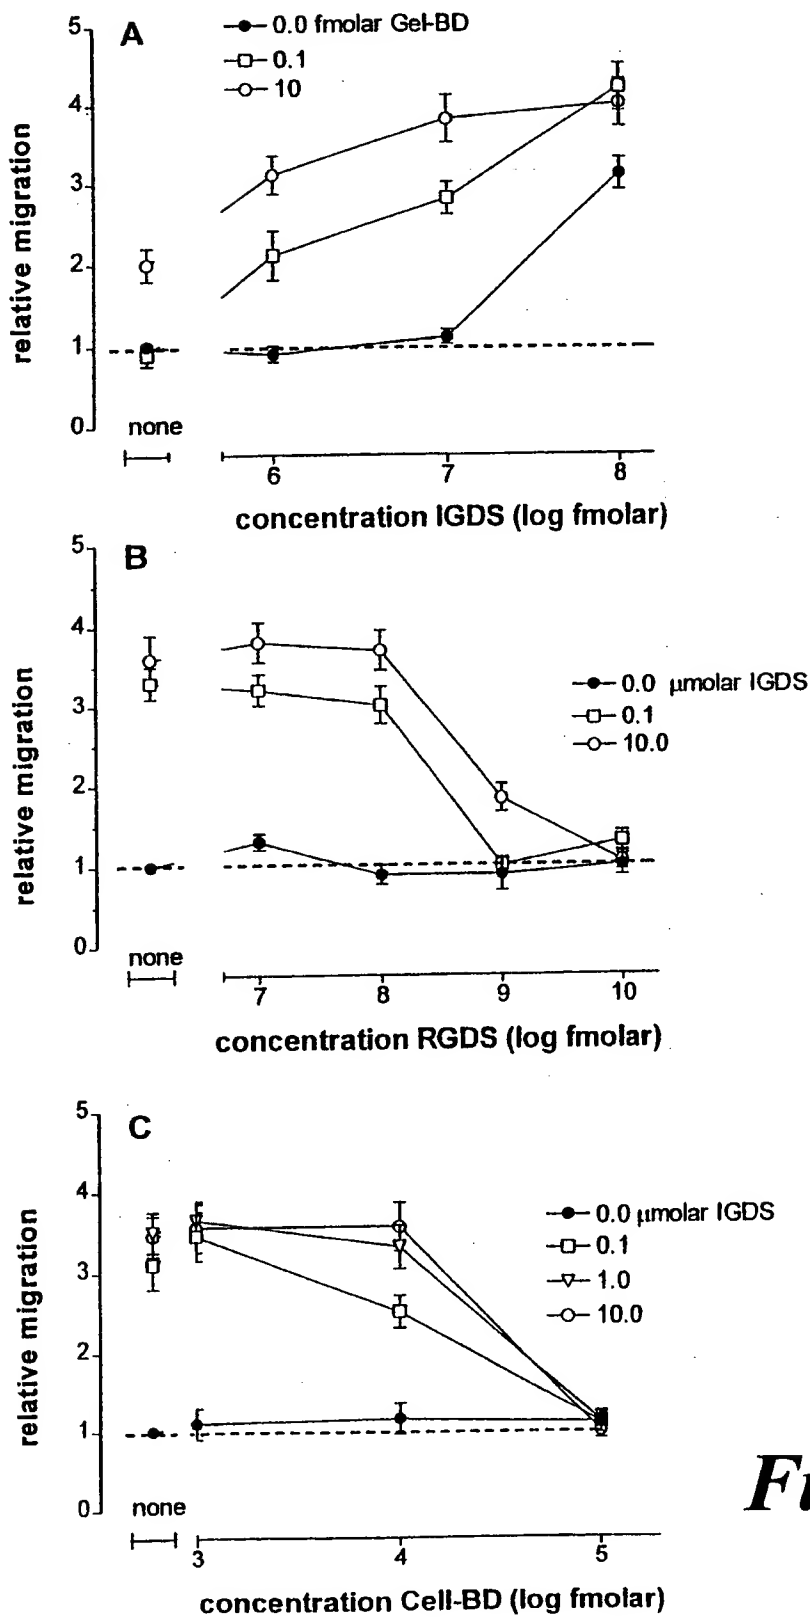 A
0.0 fmolar Gel-BD
0.1
10
5
4
3
2
1
0
relative migration
none
6 7 8
concentration IGDS (log fmolar)
B
5
4
3
2
1
0
relative migration
0.0 μmolar IGDS
0.1
10.0
none
7 8 9 10
concentration RGDS (log fmolar)
C
5
4
3
2
1
0
relative migration
0.0 μmolar IGDS
0.1
1.0
10.0
none
3 4 5
concentration Cell-BD (log fmolar)